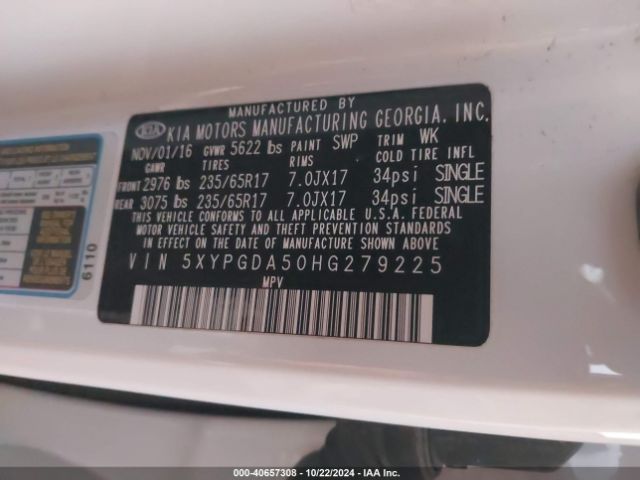 MANUFACTURED BY
KIA KIA MOTORS MANUFACTURING GEORGIA, INC.
NOV/01/16 GVWR 5622 lbs PAINT SWP TRIM WK
GAWR TIRES RIMS COLD TIRE INFL
FRONT 2976 lbs 235/65R17 7.0JX17 34psi SINGLE
REAR 3075 lbs 235/65R17 7.0JX17 34psi SINGLE
THIS VEHICLE CONFORMS TO ALL APPLICABLE U.S.A. FEDERAL
MOTOR VEHICLE SAFETY AND THEFT PREVENTION STANDARDS
IN EFFECT ON THE DATE OF MANUFACTURE SHOWN ABOVE
VIN 5XYPGDA50HG279225
MPV
6110
000-40657308 - 10/22/2024 - IAA Inc.